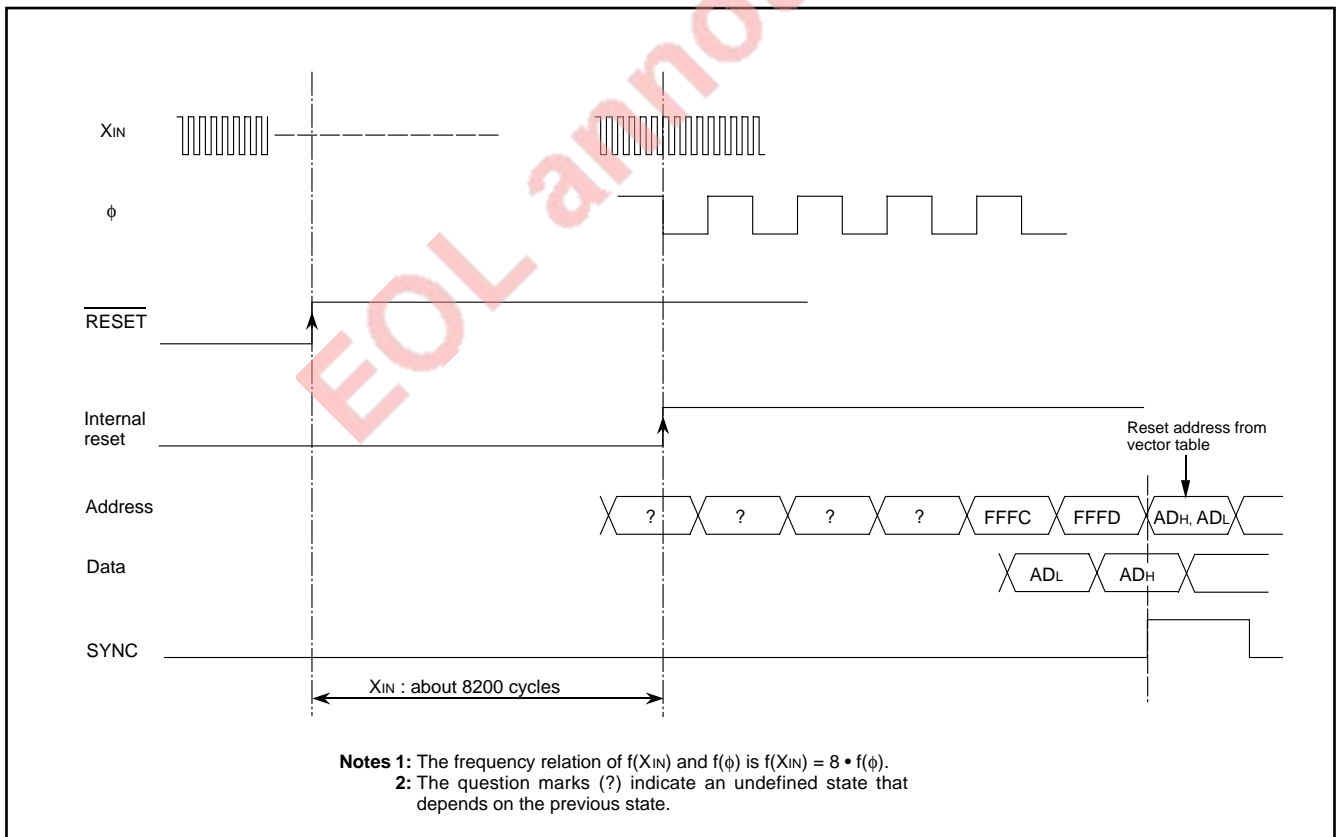 EOL anno
XIN
ϕ
RESET
Internal
reset
Reset address from
vector table
Address
? ? ? ? FFFC FFFD ADH, ADL
Data
ADL ADH
SYNC
XIN : about 8200 cycles
Notes 1: The frequency relation of f(XIN) and f(ϕ) is f(XIN) = 8 • f(ϕ).
2: The question marks (?) indicate an undefined state that
depends on the previous state.